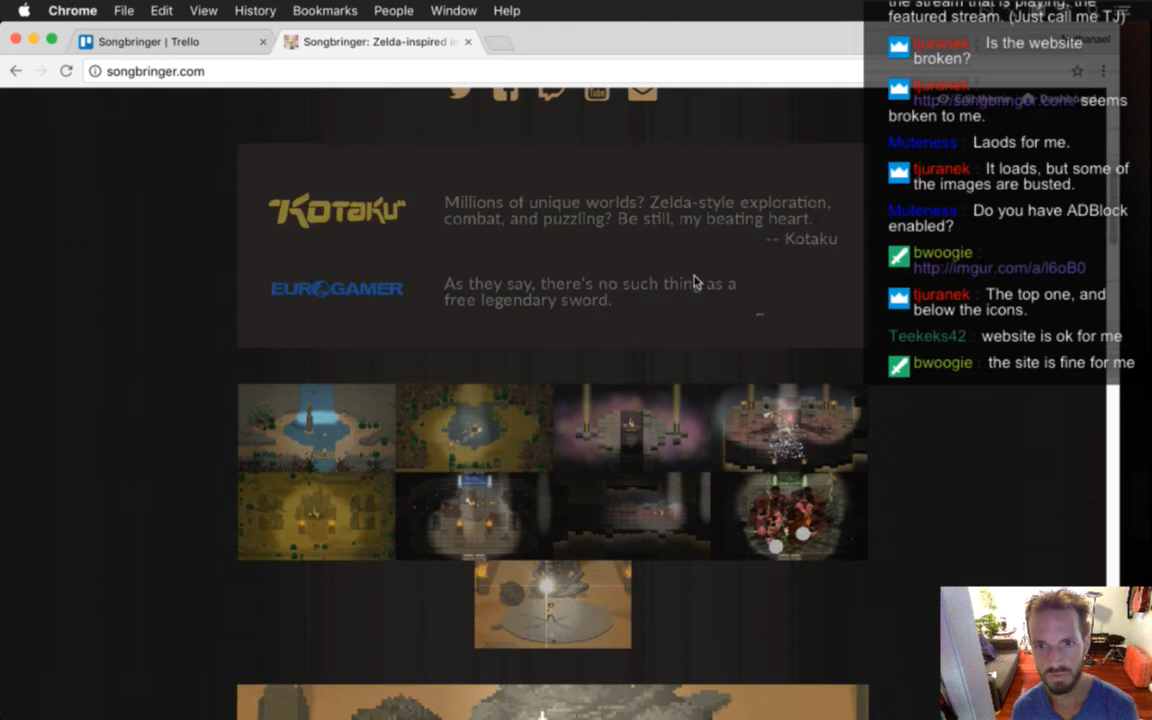 Chrome File Edit View History Bookmarks People Window Help
the stream that is playing, the
featured stream. (Just call me TJ)
Songbringer | Trello
Songbringer: Zelda-inspired in
tjuranek Is the website
broken?
songbringer.com
tjuranek
http://songbringer.com/ seems
broken to me.
Muteness : Laods for me.
tjuranek : It loads, but some of
the images are busted.
Muteness : Do you have ADBlock
enabled?
bwoogie :
http://imgur.com/a/l6oB0
tjuranek : The top one, and
below the icons.
Teekeks42 : website is ok for me
bwoogie : the site is fine for me
KOTAKU
Millions of unique worlds? Zelda-style exploration,
combat, and puzzling? Be still, my beating heart.
-- Kotaku
EUROGAMER
As they say, there's no such thing as a
free legendary sword.